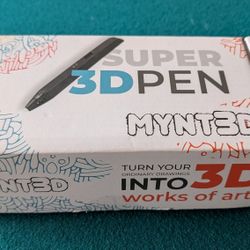 SUPER
3DPEN
MYNT3D
MYNT3D
TURN YOUR
ORDINARY DRAWINGS
INTO 3D
works of art